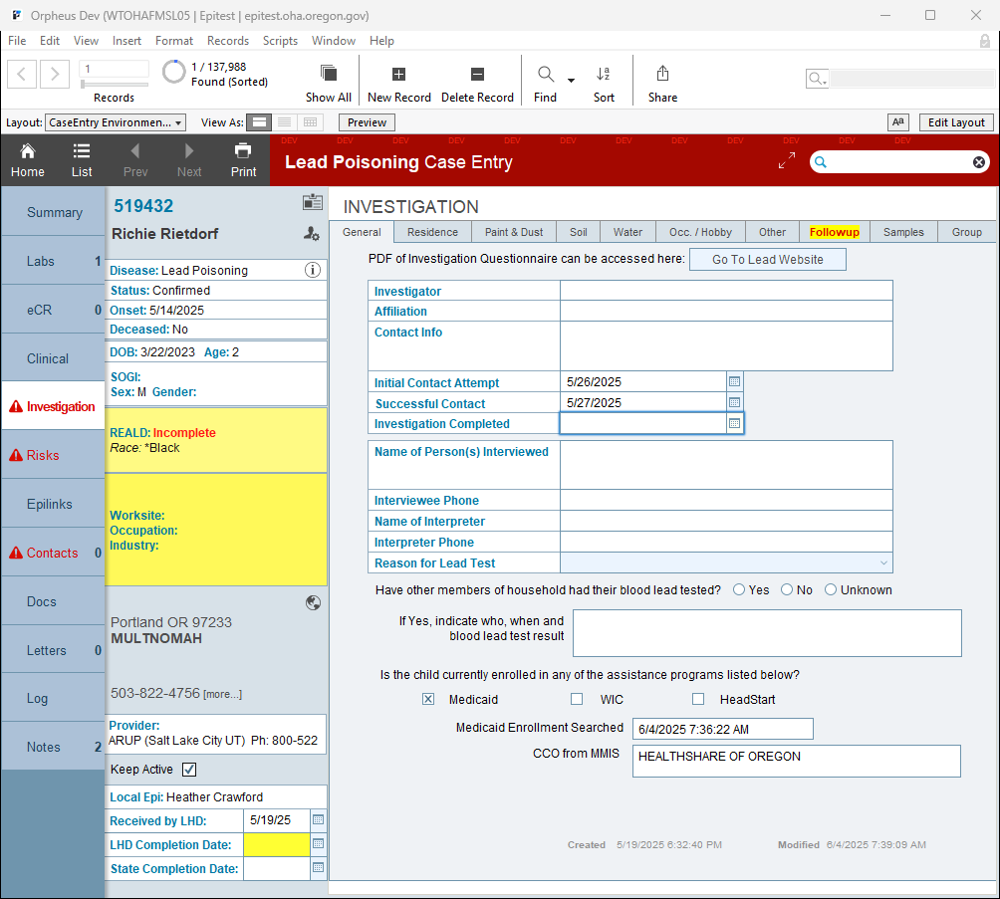 Orpheus Dev (WTOHAFMSL05 | Epitest | epitest.oha.oregon.gov)
File Edit View Insert Format Records Scripts Window Help
1
1 / 137,988
Found (Sorted)
Records
Show All
New Record
Delete Record
Find
Sort
Share
Layout: CaseEntry Environmen...
View As:
Preview
Aa
Edit Layout
DEV DEV DEV DEV DEV DEV DEV DEV DEV DEV DEV DEV
Home
List
Prev
Next
Print
Lead Poisoning Case Entry
Summary
Labs 1
eCR 0
Clinical
Investigation
Risks
Epilinks
Contacts 0
Docs
Letters 0
Log
Notes 2
519432
Richie Rietdorf
Disease: Lead Poisoning
Status: Confirmed
Onset: 5/14/2025
Deceased: No
DOB: 3/22/2023 Age: 2
SOGI:
Sex: M Gender:
REALD: Incomplete
Race: *Black
Worksite:
Occupation:
Industry:
Portland OR 97233
MULTNOMAH
503-822-4756 [more...]
Provider:
ARUP (Salt Lake City UT) Ph: 800-522
Keep Active
Local Epi: Heather Crawford
Received by LHD: 5/19/25
LHD Completion Date:
State Completion Date:
INVESTIGATION
General
Residence
Paint & Dust
Soil
Water
Occ. / Hobby
Other
Followup
Samples
Group
PDF of Investigation Questionnaire can be accessed here: Go To Lead Website
Investigator
Affiliation
Contact Info
Initial Contact Attempt 5/26/2025
Successful Contact 5/27/2025
Investigation Completed
Name of Person(s) Interviewed
Interviewee Phone
Name of Interpreter
Interpreter Phone
Reason for Lead Test
Have other members of household had their blood lead tested? Yes No Unknown
If Yes, indicate who, when and
blood lead test result
Is the child currently enrolled in any of the assistance programs listed below?
Medicaid WIC HeadStart
Medicaid Enrollment Searched 6/4/2025 7:36:22 AM
CCO from MMIS HEALTHSHARE OF OREGON
Created 5/19/2025 6:32:40 PM Modified 6/4/2025 7:39:09 AM